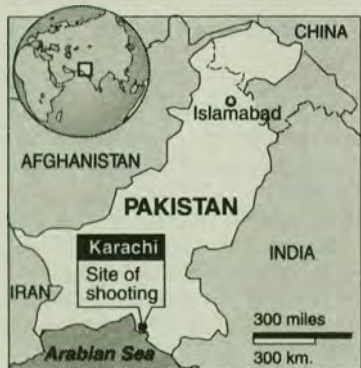 CHINA
Islamabad
AFGHANISTAN
PAKISTAN
Karachi
Site of
shooting
INDIA
IRAN
300 miles
Arabian Sea
300 km.